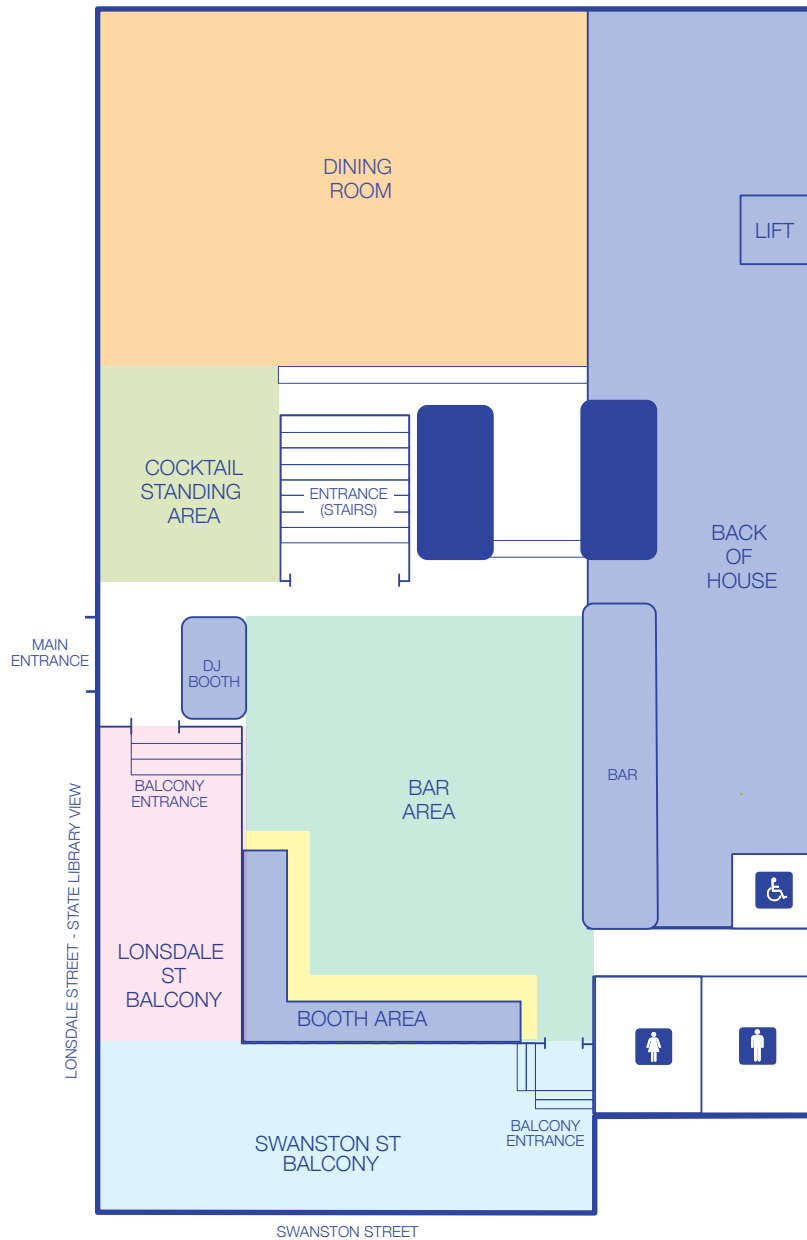 DINING
ROOM
LIFT
COCKTAIL
STANDING
AREA
ENTRANCE
(STAIRS)
BACK
OF
HOUSE
MAIN
ENTRANCE
DJ
BOOTH
BAR
BAR
AREA
BALCONY
ENTRANCE
LONSDALE STREET - STATE LIBRARY VIEW
LONSDALE
ST
BALCONY
BOOTH AREA
BALCONY
ENTRANCE
SWANSTON ST
BALCONY
SWANSTON STREET